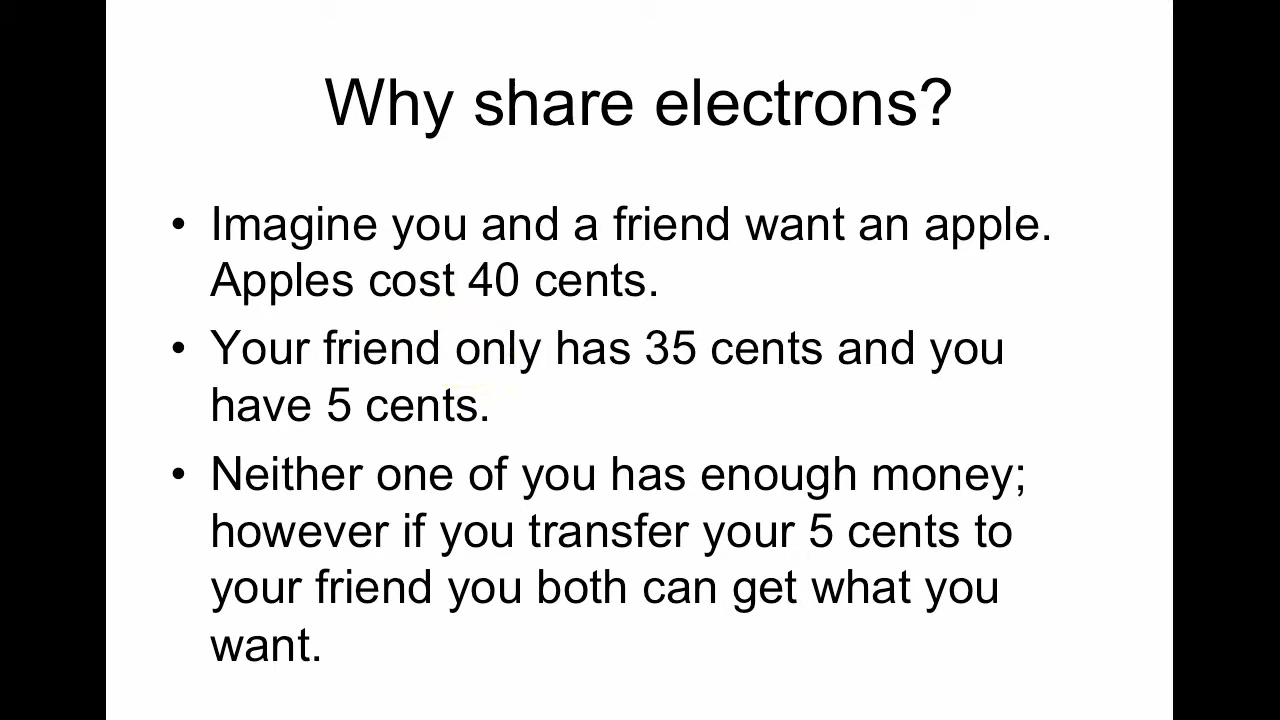 Why share electrons?
• Imagine you and a friend want an apple.
Apples cost 40 cents.
• Your friend only has 35 cents and you
have 5 cents.
• Neither one of you has enough money;
however if you transfer your 5 cents to
your friend you both can get what you
want.